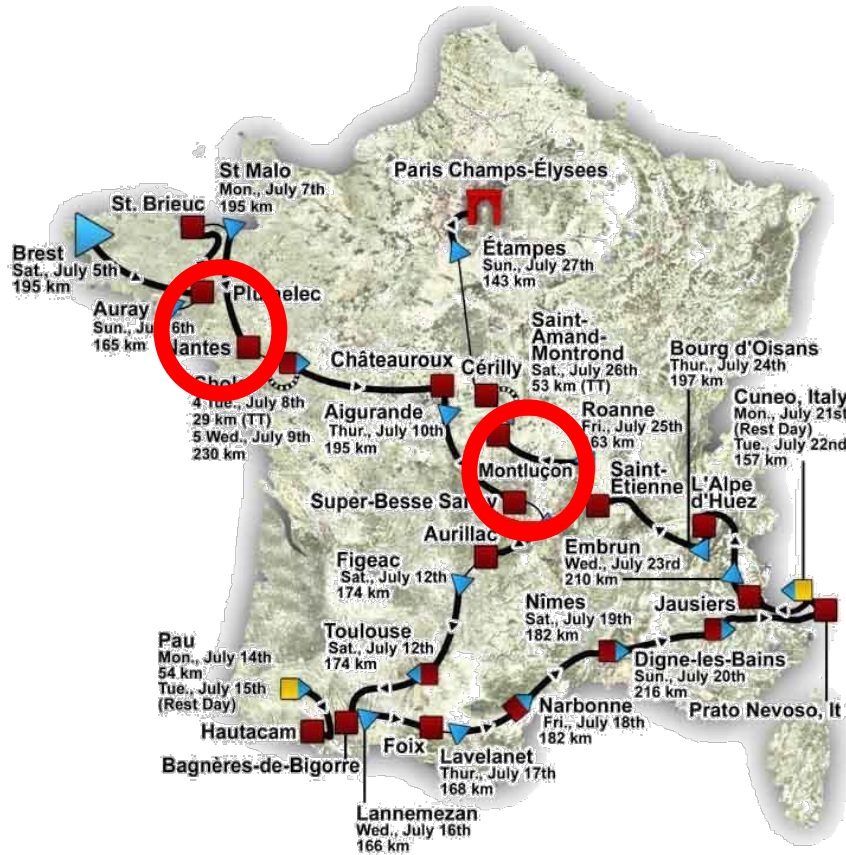 Paris Champs-Élysees
St Malo
Mon., July 7th
195 km
St. Brieuc
Brest
Sat., July 5th
195 km
Étampes
Sun., July 27th
143 km
Auray
Sun., 6th
165 km
Châteauroux
Cérilly
Saint-
Amand-
Montrond
Sat., July 26th
53 km (TT)
Bourg d'Oisans
Thur., July 24th
197 km
Cuneo, Italy
Mon., July 21st
(Rest Day)
Tue., July 22nd
157 km
4 Tue., July 8th
29 km (TT)
5 Wed., July 9th
230 km
Aigurande
Thur., July 10th
195 km
Roanne
Fri., July 25th
Montluçon
Saint-
Etienne
L'Alpe
d'Huez
Super-Besse
Aurillac
Embrun
Wed., July 23rd
210 km
Figeac
Sat., July 12th
174 km
Nîmes
Sat., July 19th
182 km
Jausiers
Toulouse
Sat., July 12th
174 km
Pau
Mon., July 14th
54 km
Tue., July 15th
(Rest Day)
Digne-les-Bains
Sun., July 20th
216 km
Prato Nevoso, It
Narbonne
Fri., July 18th
182 km
Hautacam
Foix
Bagnères-de-Bigorre
Lavelanet
Thur., July 17th
168 km
Lannemezan
Wed., July 16th
166 km